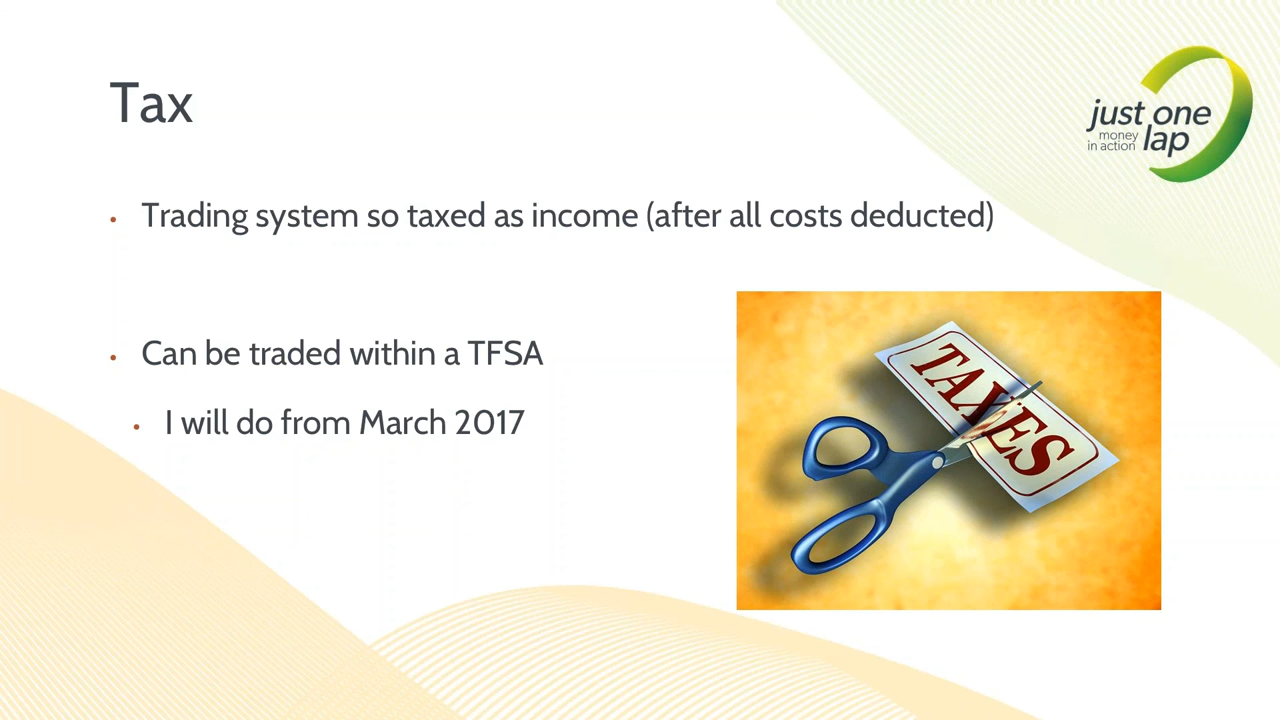 Tax
just one
money
in action
lap
• Trading system so taxed as income (after all costs deducted)
• Can be traded within a TFSA
• I will do from March 2017
TAXES